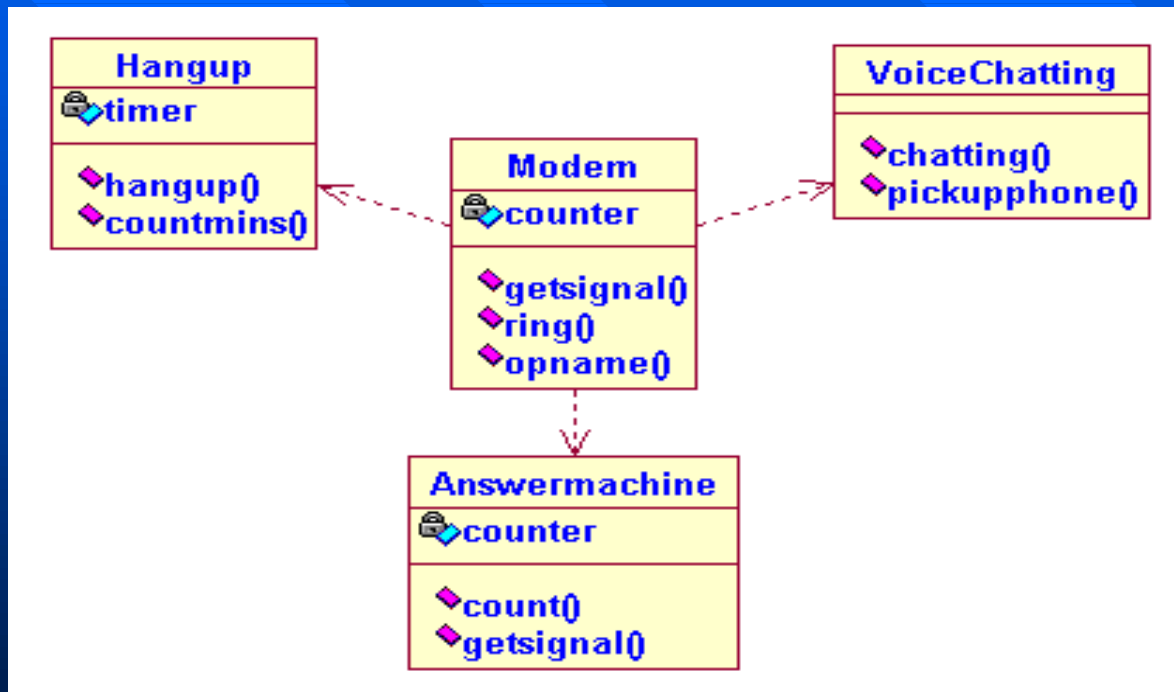 Hangup
timer
hangup()
countmins()
Modem
counter
getsignal()
ring()
opname()
VoiceChatting
chatting()
pickupphone()
Answermachine
counter
count()
getsignal()